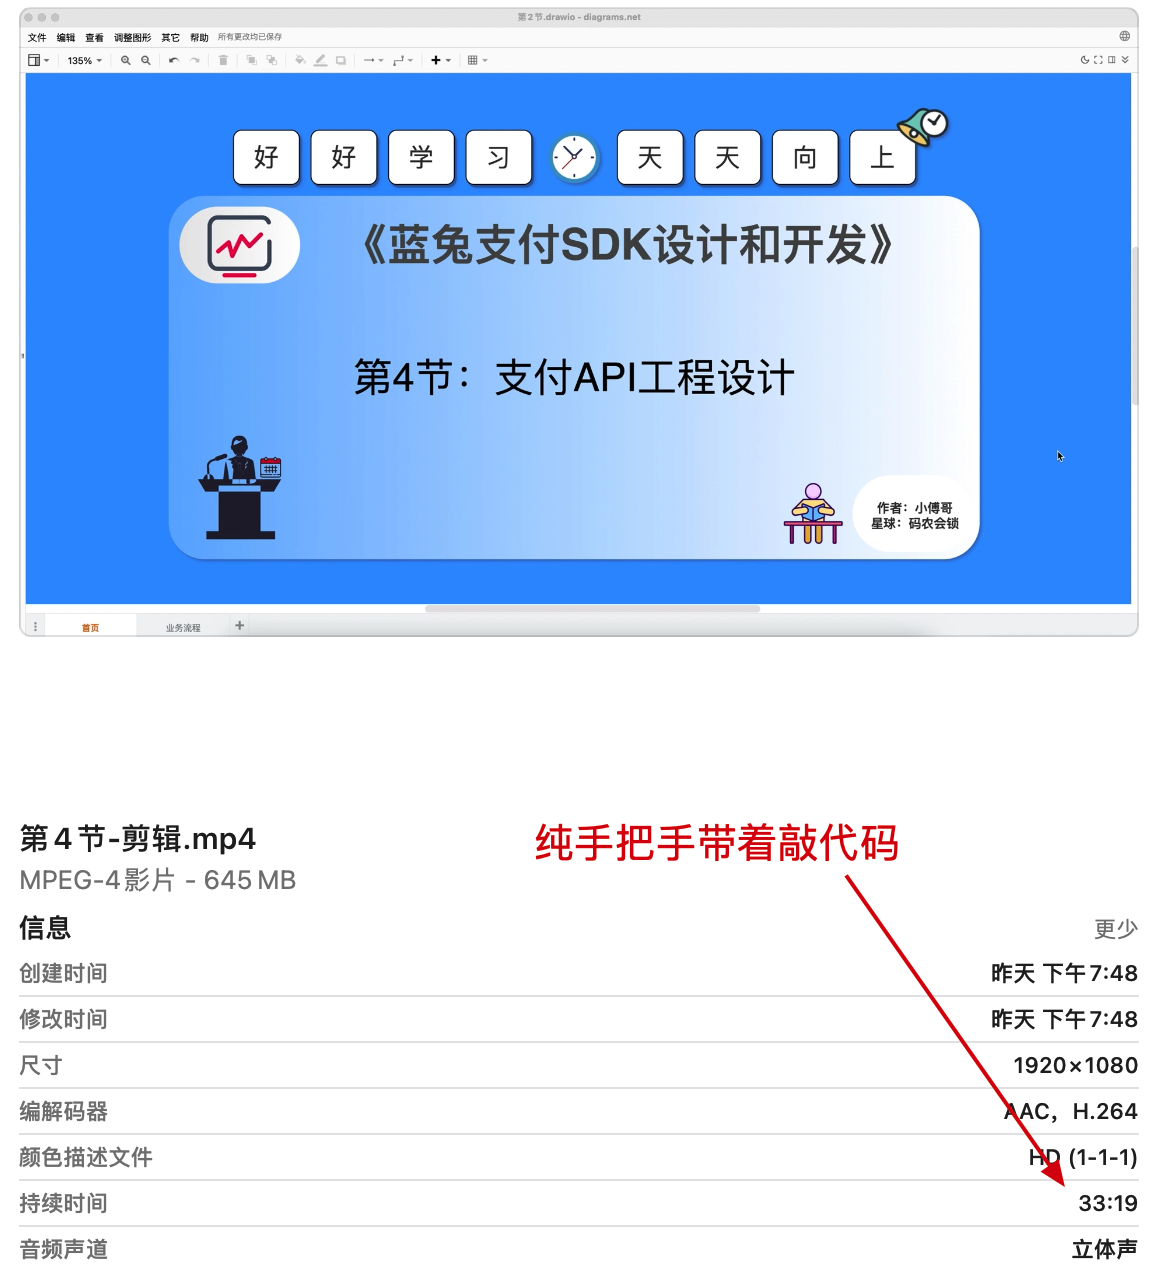 第2节.drawio - diagrams.net
文件 编辑 查看 调整图形 其它 帮助 所有更改均已保存
135%
好 好 学 习 天 天 向 上
《蓝兔支付SDK设计和开发》
第4节：支付API工程设计
作者：小傅哥
星球：码农会锁
首页 业务流程
第4节-剪辑.mp4
纯手把手带着敲代码
MPEG-4影片 - 645 MB
信息 更少
创建时间 昨天 下午7:48
修改时间 昨天 下午7:48
尺寸 1920×1080
编解码器 AAC，H.264
颜色描述文件 HD (1-1-1)
持续时间 33:19
音频声道 立体声